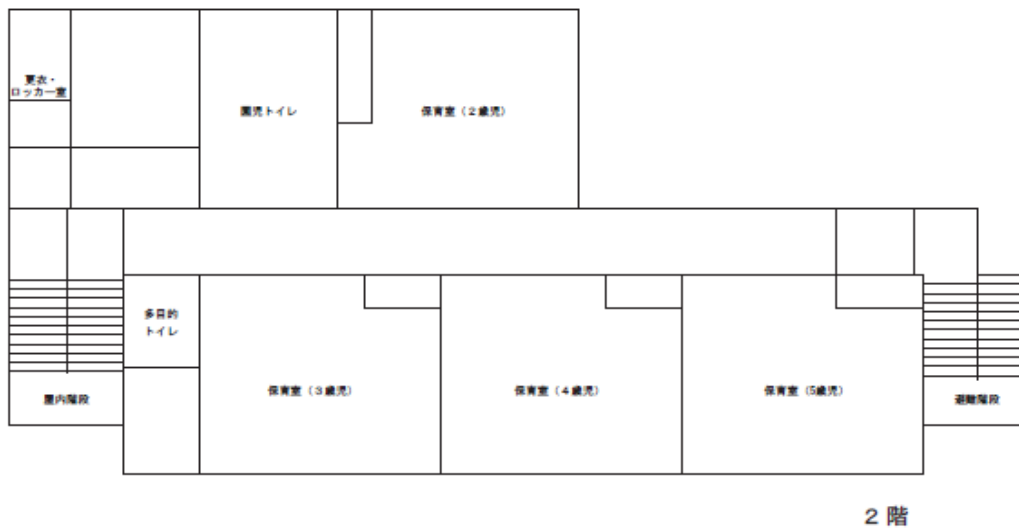 更衣・
ロッカー室
園児トイレ
保育室（２歳児）
多目的
トイレ
保育室（３歳児）
保育室（４歳児）
保育室（5歳児）
屋内階段
避難階段
２階